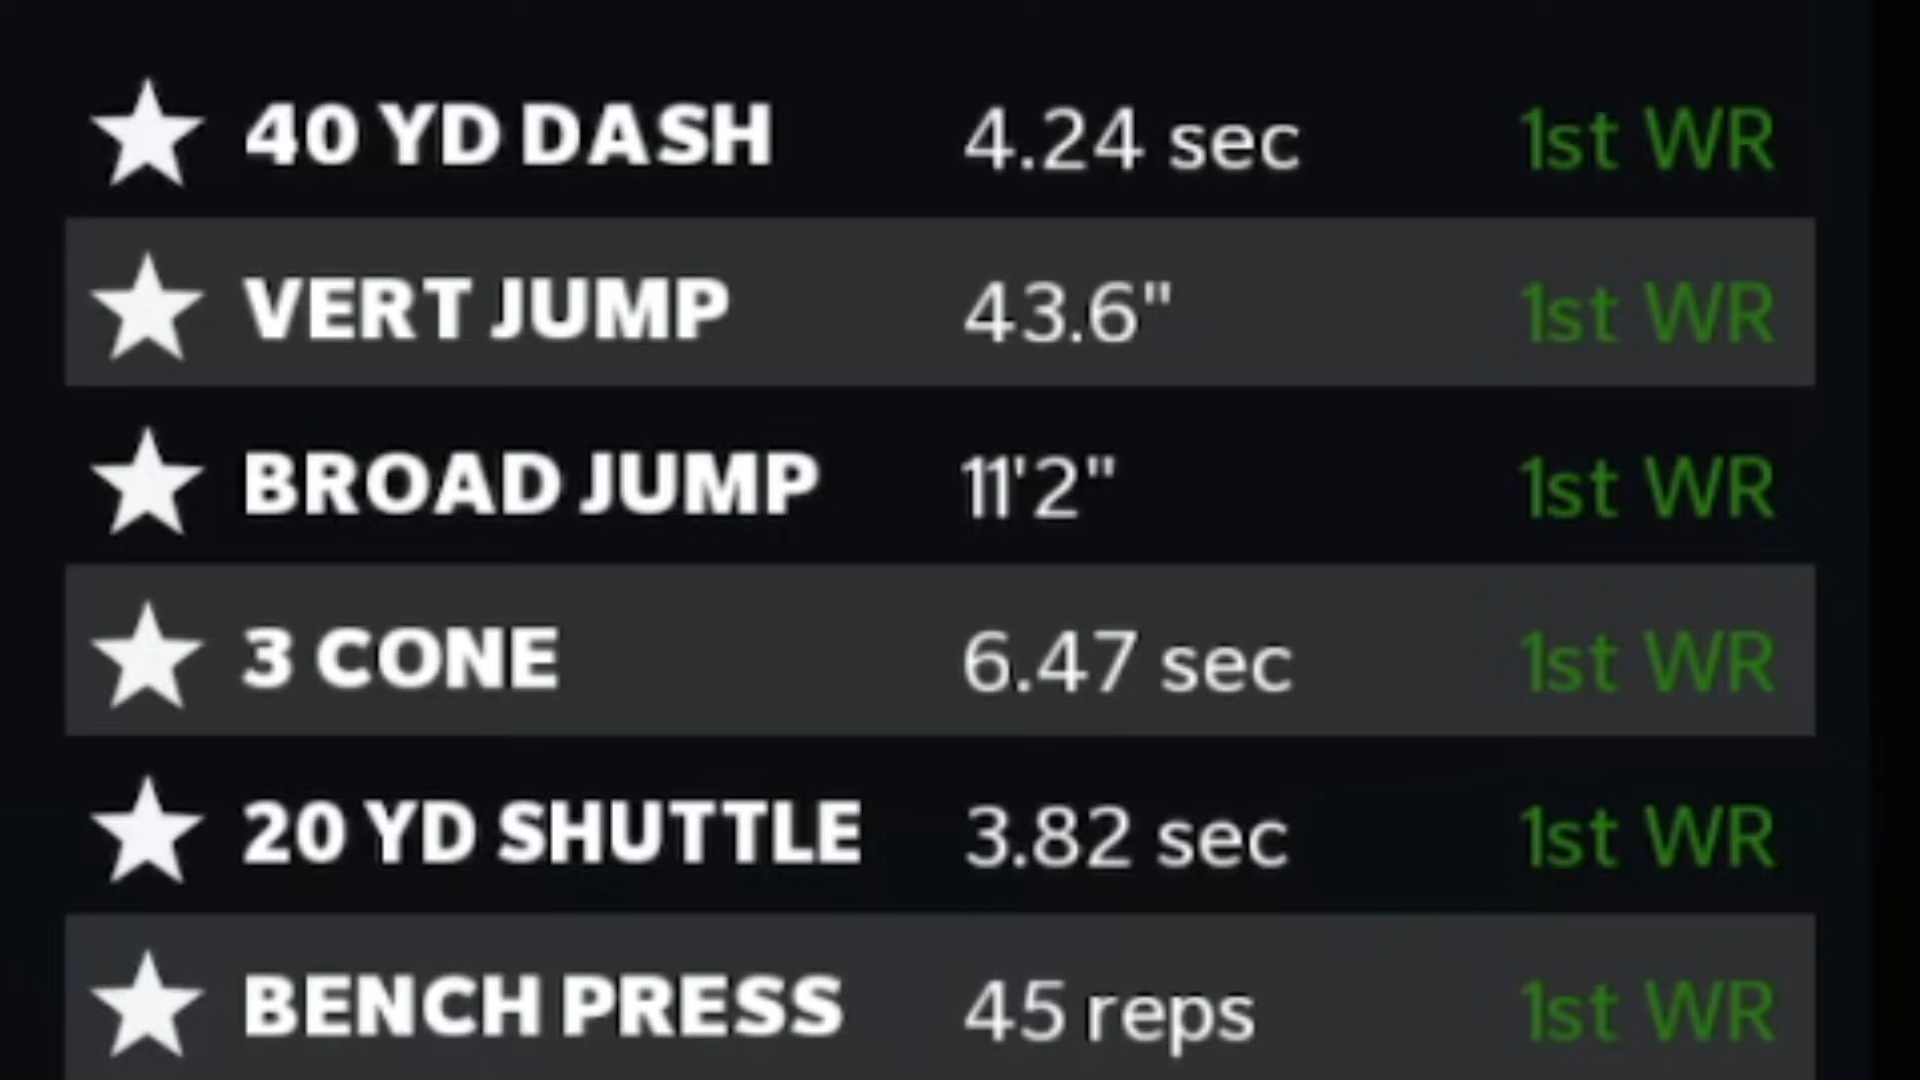 40 YD DASH 4.24 sec 1st WR
VERT JUMP 43.6" 1st WR
BROAD JUMP 11'2" 1st WR
3 CONE 6.47 sec 1st WR
20 YD SHUTTLE 3.82 sec 1st WR
BENCH PRESS 45 reps 1st WR